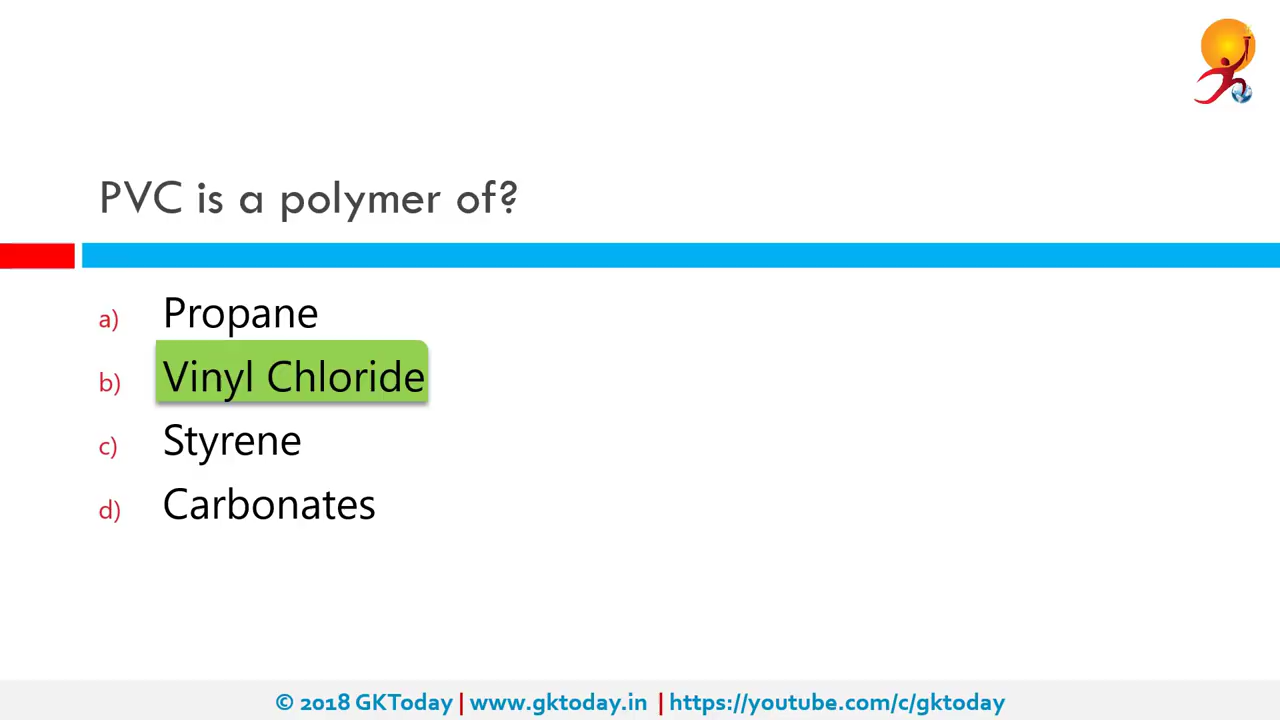 PVC is a polymer of?
a) Propane
b) Vinyl Chloride
c) Styrene
d) Carbonates
© 2018 GKToday | www.gktoday.in | https://youtube.com/c/gktoday